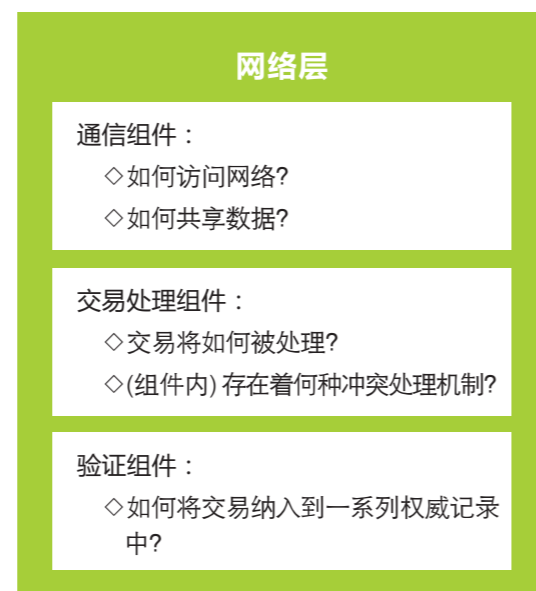 网络层
通信组件：
◇如何访问网络?
◇如何共享数据?
交易处理组件：
◇交易将如何被处理?
◇(组件内) 存在着何种冲突处理机制?
验证组件：
◇如何将交易纳入到一系列权威记录
中?